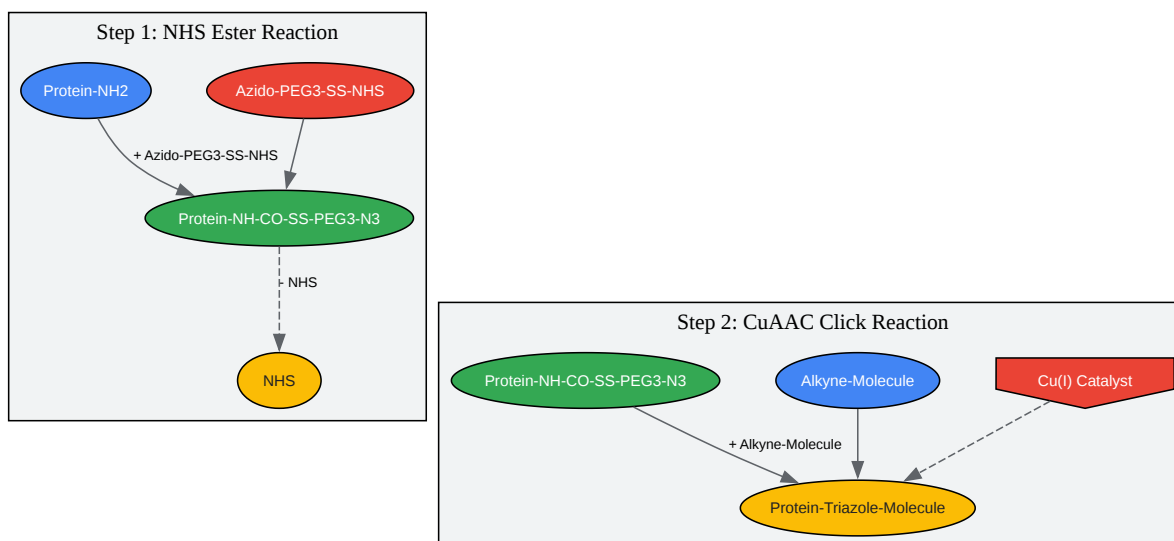 Step 1: NHS Ester Reaction
Protein-NH2
Azido-PEG3-SS-NHS
+ Azido-PEG3-SS-NHS
Protein-NH-CO-SS-PEG3-N3
- NHS
NHS
Step 2: CuAAC Click Reaction
Protein-NH-CO-SS-PEG3-N3
Alkyne-Molecule
Cu(I) Catalyst
+ Alkyne-Molecule
Protein-Triazole-Molecule